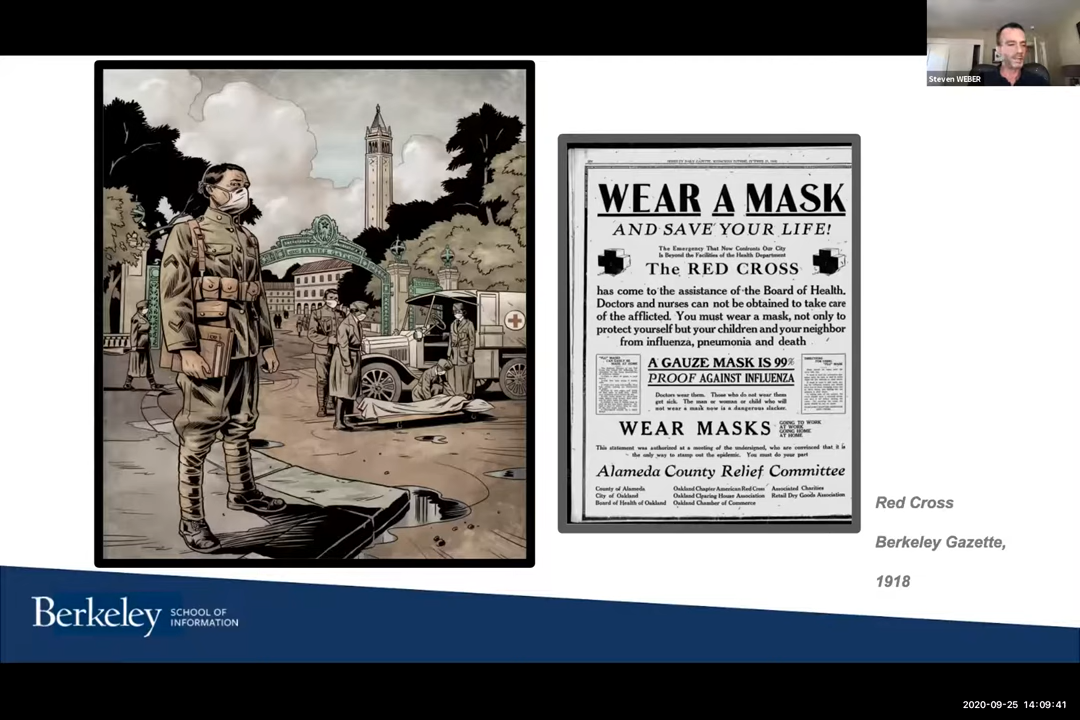 Steven WEBER
WEAR A MASK
AND SAVE YOUR LIFE!
The Emergency That Now Confronts Our City
Is Beyond the Facilities of the Health Department
The RED CROSS
has come to the assistance of the Board of Health.
Doctors and nurses can not be obtained to take care
of the afflicted. You must wear a mask, not only to
protect yourself but your children and your neighbor
from influenza, pneumonia and death
A GAUZE MASK IS 99%
PROOF AGAINST INFLUENZA
Doctors wear them. Those who do not wear them
get sick. The man or woman or child who will
not wear a mask now is a dangerous slacker.
WEAR MASKS
GOING TO WORK
AT WORK
GOING HOME
AT HOME
This statement was authorized at a meeting of the undersigned, who are convinced that it is
the only way to stamp out the epidemic. You must do your part
Alameda County Relief Committee
County of Alameda
City of Oakland
Board of Health of Oakland
Oakland Chapter American Red Cross
Oakland Clearing House Association
Oakland Chamber of Commerce
Associated Charities
Retail Dry Goods Association
Red Cross
Berkeley Gazette,
1918
Berkeley
SCHOOL OF
INFORMATION
2020-09-25 14:09:41